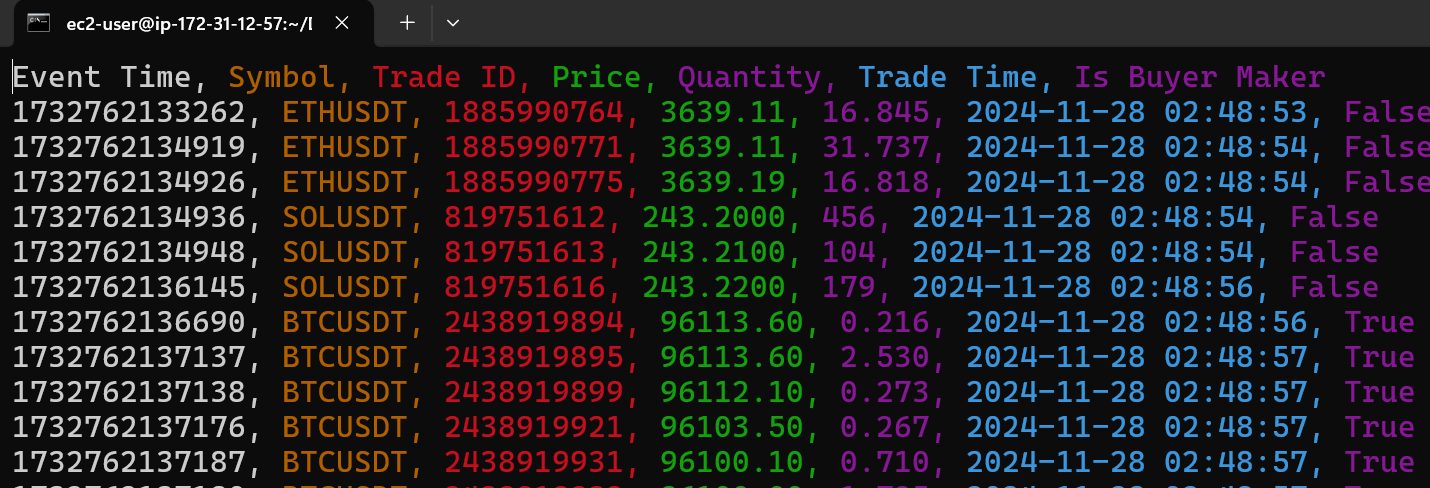 ec2-user@ip-172-31-12-57:~/I
Event Time, Symbol, Trade ID, Price, Quantity, Trade Time, Is Buyer Maker
1732762133262, ETHUSDT, 1885990764, 3639.11, 16.845, 2024-11-28 02:48:53, False
1732762134919, ETHUSDT, 1885990771, 3639.11, 31.737, 2024-11-28 02:48:54, False
1732762134926, ETHUSDT, 1885990775, 3639.19, 16.818, 2024-11-28 02:48:54, False
1732762134936, SOLUSDT, 819751612, 243.2000, 456, 2024-11-28 02:48:54, False
1732762134948, SOLUSDT, 819751613, 243.2100, 104, 2024-11-28 02:48:54, False
1732762136145, SOLUSDT, 819751616, 243.2200, 179, 2024-11-28 02:48:56, False
1732762136690, BTCUSDT, 2438919894, 96113.60, 0.216, 2024-11-28 02:48:56, True
1732762137137, BTCUSDT, 2438919895, 96113.60, 2.530, 2024-11-28 02:48:57, True
1732762137138, BTCUSDT, 2438919899, 96112.10, 0.273, 2024-11-28 02:48:57, True
1732762137176, BTCUSDT, 2438919921, 96103.50, 0.267, 2024-11-28 02:48:57, True
1732762137187, BTCUSDT, 2438919931, 96100.10, 0.710, 2024-11-28 02:48:57, True